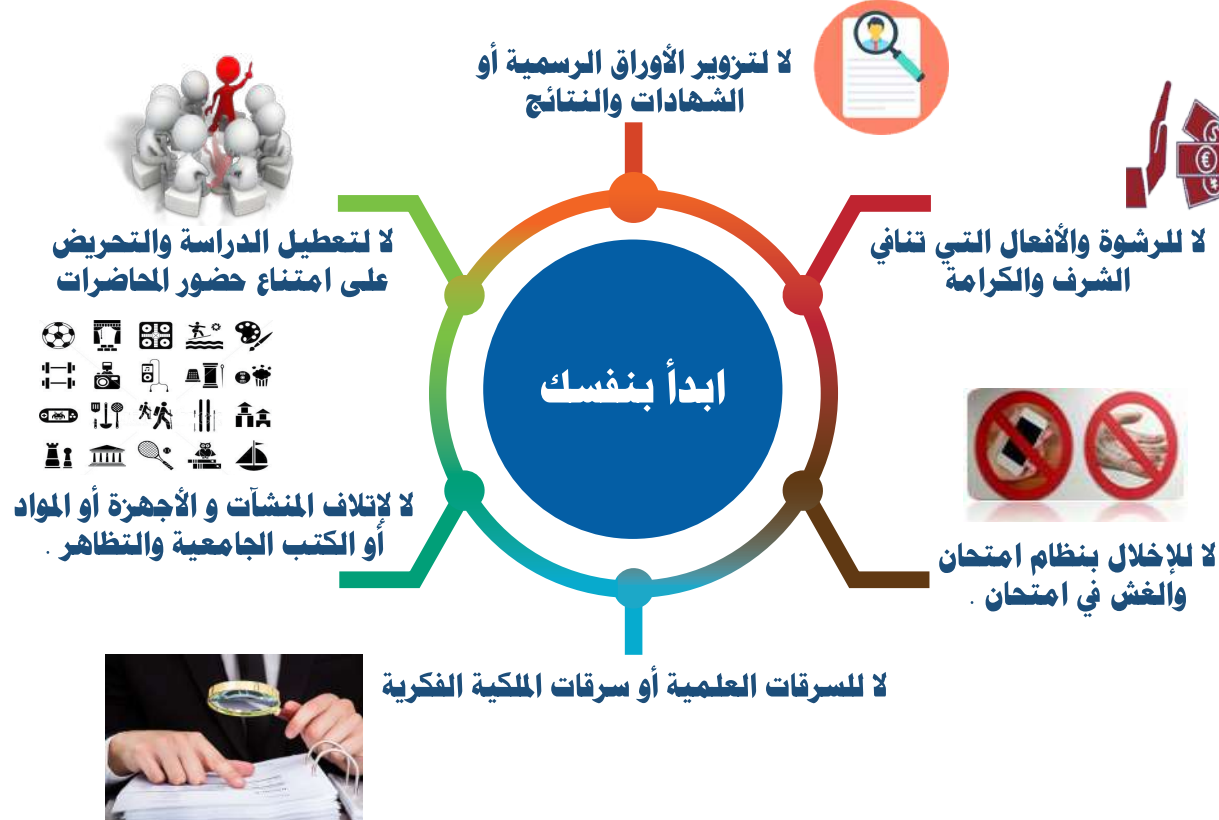 لا لتزوير الأوراق الرسمية أو
الشهادات والنتائج
لا للرشوة والأفعال التي تنافي
الشرف والكرامة
لا لتعطيل الدراسة والتحريض
على امتناع حضور المحاضرات
ابدأ بنفسك
لا لإتلاف المنشآت و الأجهزة أو المواد
أو الكتب الجامعية والتظاهر .
لا للإخلال بنظام امتحان
والغش في امتحان .
لا للسرقات العلمية أو سرقات الملكية الفكرية